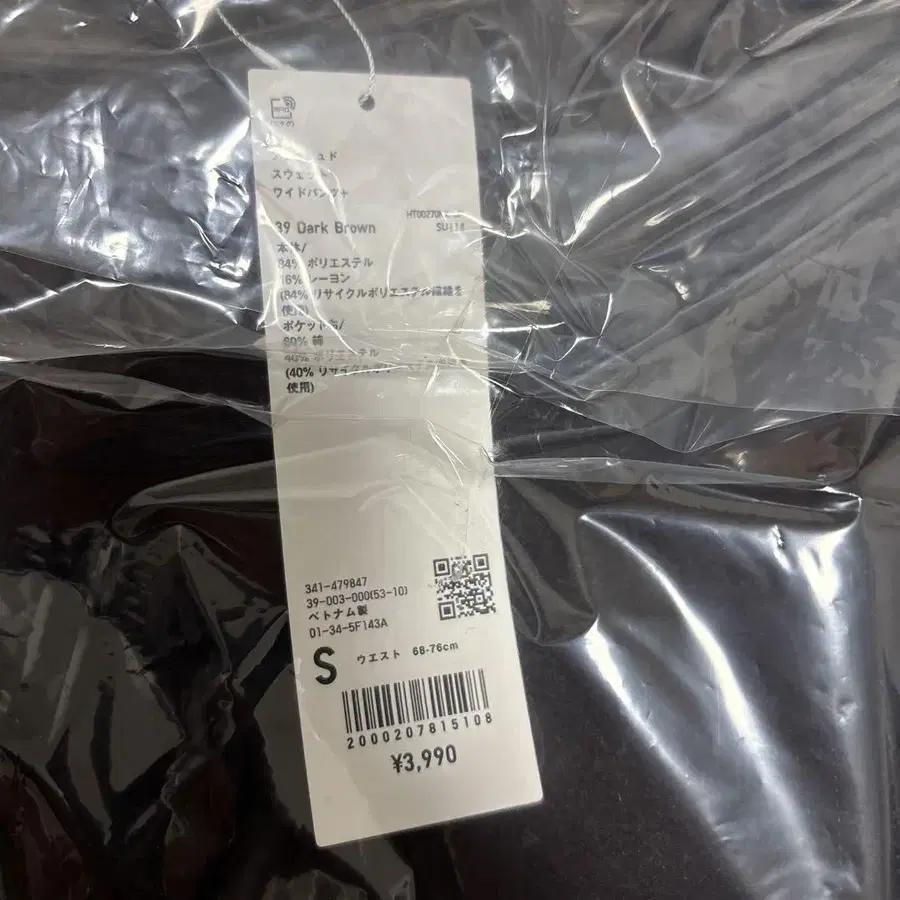 スウェット
ワイドパンツ+
39 Dark Brown
本体/
84% ポリエステル
16% レーヨン
(84% リサイクルポリエステル繊維を
使用)
ポケット布/
60% 綿
40% ポリエステル
(40% リサイクル
使用)
341-479847
39-003-000(53-10)
ベトナム製
01-34-5F143A
S ウエスト 68-76cm
2000207815108
¥3,990